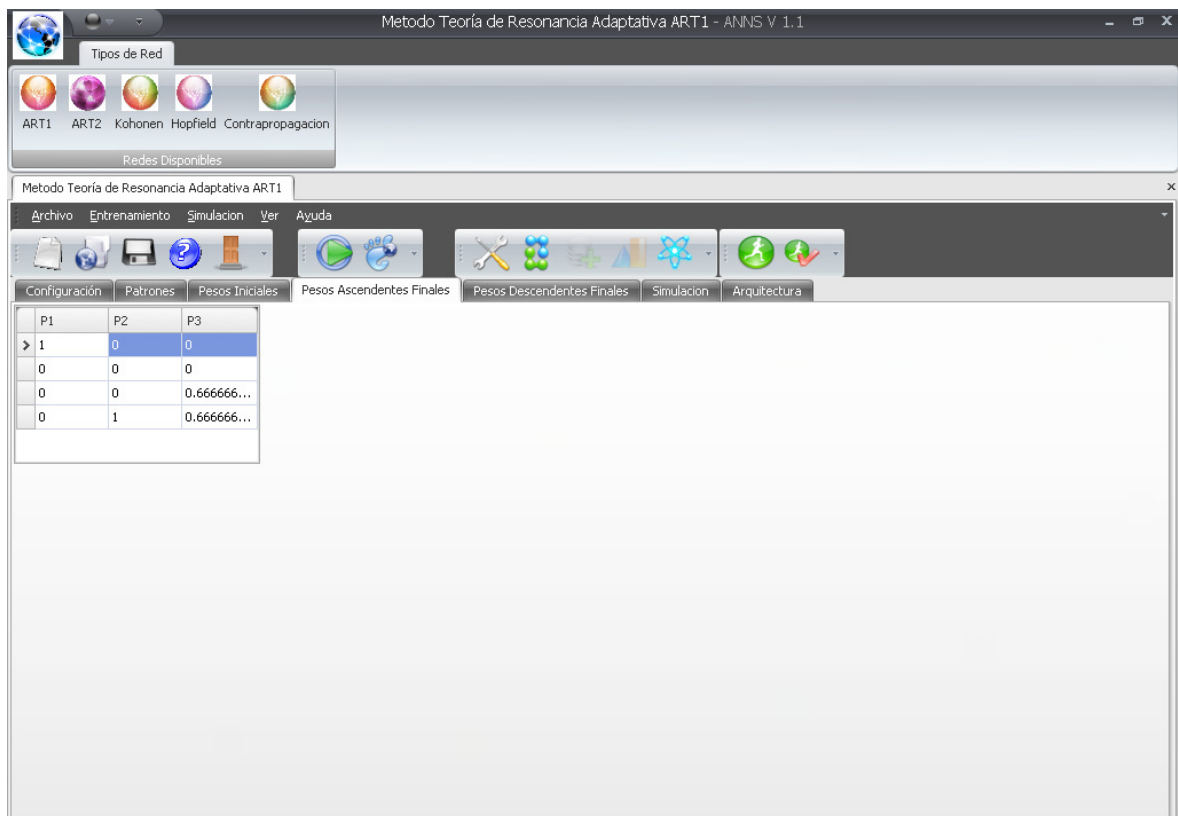 Metodo Teoría de Resonancia Adaptativa ART1 - ANNS V 1.1
Tipos de Red
ART1 ART2 Kohonen Hopfield Contrapropagacion
Redes Disponibles
Metodo Teoría de Resonancia Adaptativa ART1
Archivo Entrenamiento Simulacion Ver Ayuda
Configuración Patrones Pesos Iniciales Pesos Ascendentes Finales Pesos Descendentes Finales Simulacion Arquitectura
P1 P2 P3
1 0 0
0 0 0
0 0 0.666666...
0 1 0.666666...